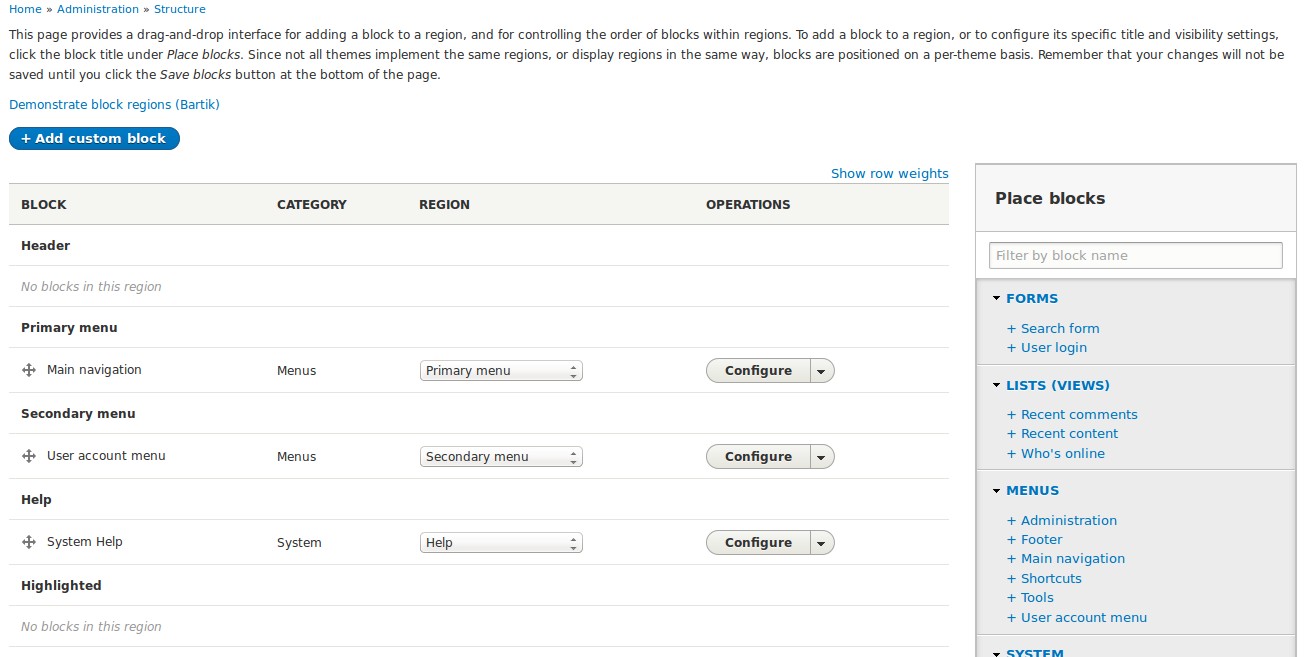 Home » Administration » Structure
This page provides a drag-and-drop interface for adding a block to a region, and for controlling the order of blocks within regions. To add a block to a region, or to configure its specific title and visibility settings,
click the block title under Place blocks. Since not all themes implement the same regions, or display regions in the same way, blocks are positioned on a per-theme basis. Remember that your changes will not be
saved until you click the Save blocks button at the bottom of the page.
Demonstrate block regions (Bartik)
+ Add custom block
Show row weights
BLOCK CATEGORY REGION OPERATIONS
Header
No blocks in this region
Primary menu
Main navigation Menus Primary menu Configure
Secondary menu
User account menu Menus Secondary menu Configure
Help
System Help System Help Configure
Highlighted
No blocks in this region
Place blocks
Filter by block name
FORMS
+ Search form
+ User login
LISTS (VIEWS)
+ Recent comments
+ Recent content
+ Who's online
MENUS
+ Administration
+ Footer
+ Main navigation
+ Shortcuts
+ Tools
+ User account menu
SYSTEM